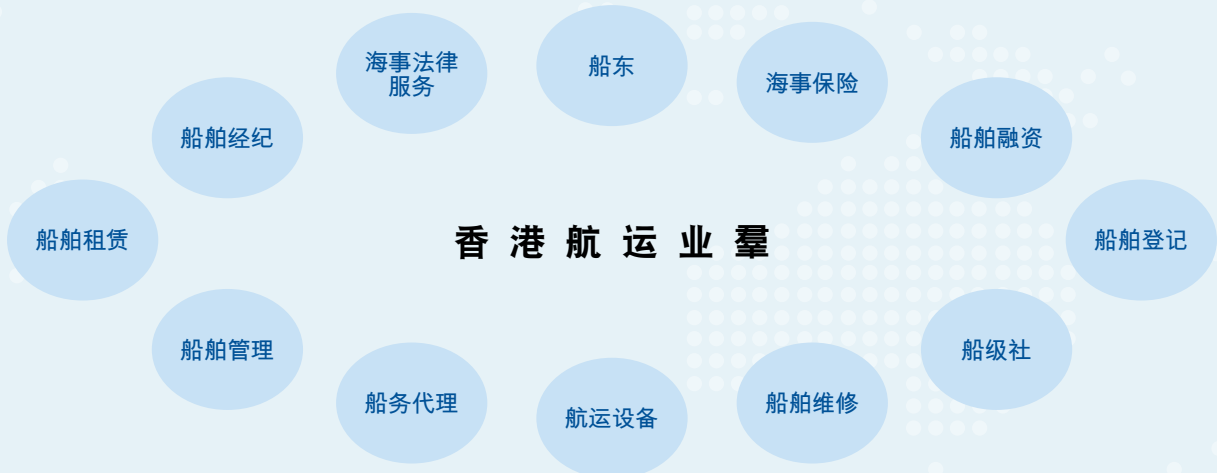 船东
海事法律
服务
海事保险
船舶经纪
船舶融资
船舶租赁
香港航运业羣
船舶登记
船舶管理
船级社
船务代理
航运设备
船舶维修